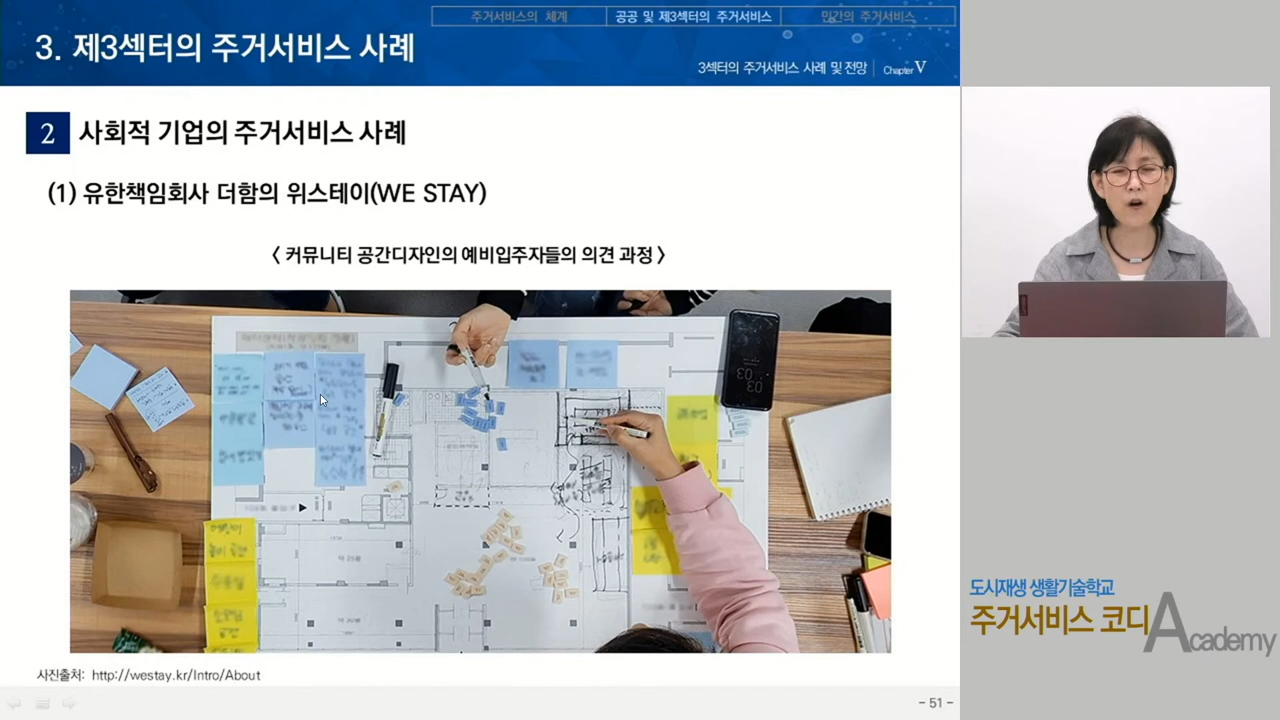 주거서비스의 체계
공공 및 제3섹터의 주거서비스
민간의 주거서비스
3. 제3섹터의 주거서비스 사례
3섹터의 주거서비스 사례 및 전망
Chapter V
2
사회적 기업의 주거서비스 사례
(1) 유한책임회사 더함의 위스테이(WE STAY)
〈 커뮤니티 공간디자인의 예비입주자들의 의견 과정 〉
사진출처: http://westay.kr/Intro/About
- 51 -
도시재생 생활기술학교
주거서비스 코디 Academy